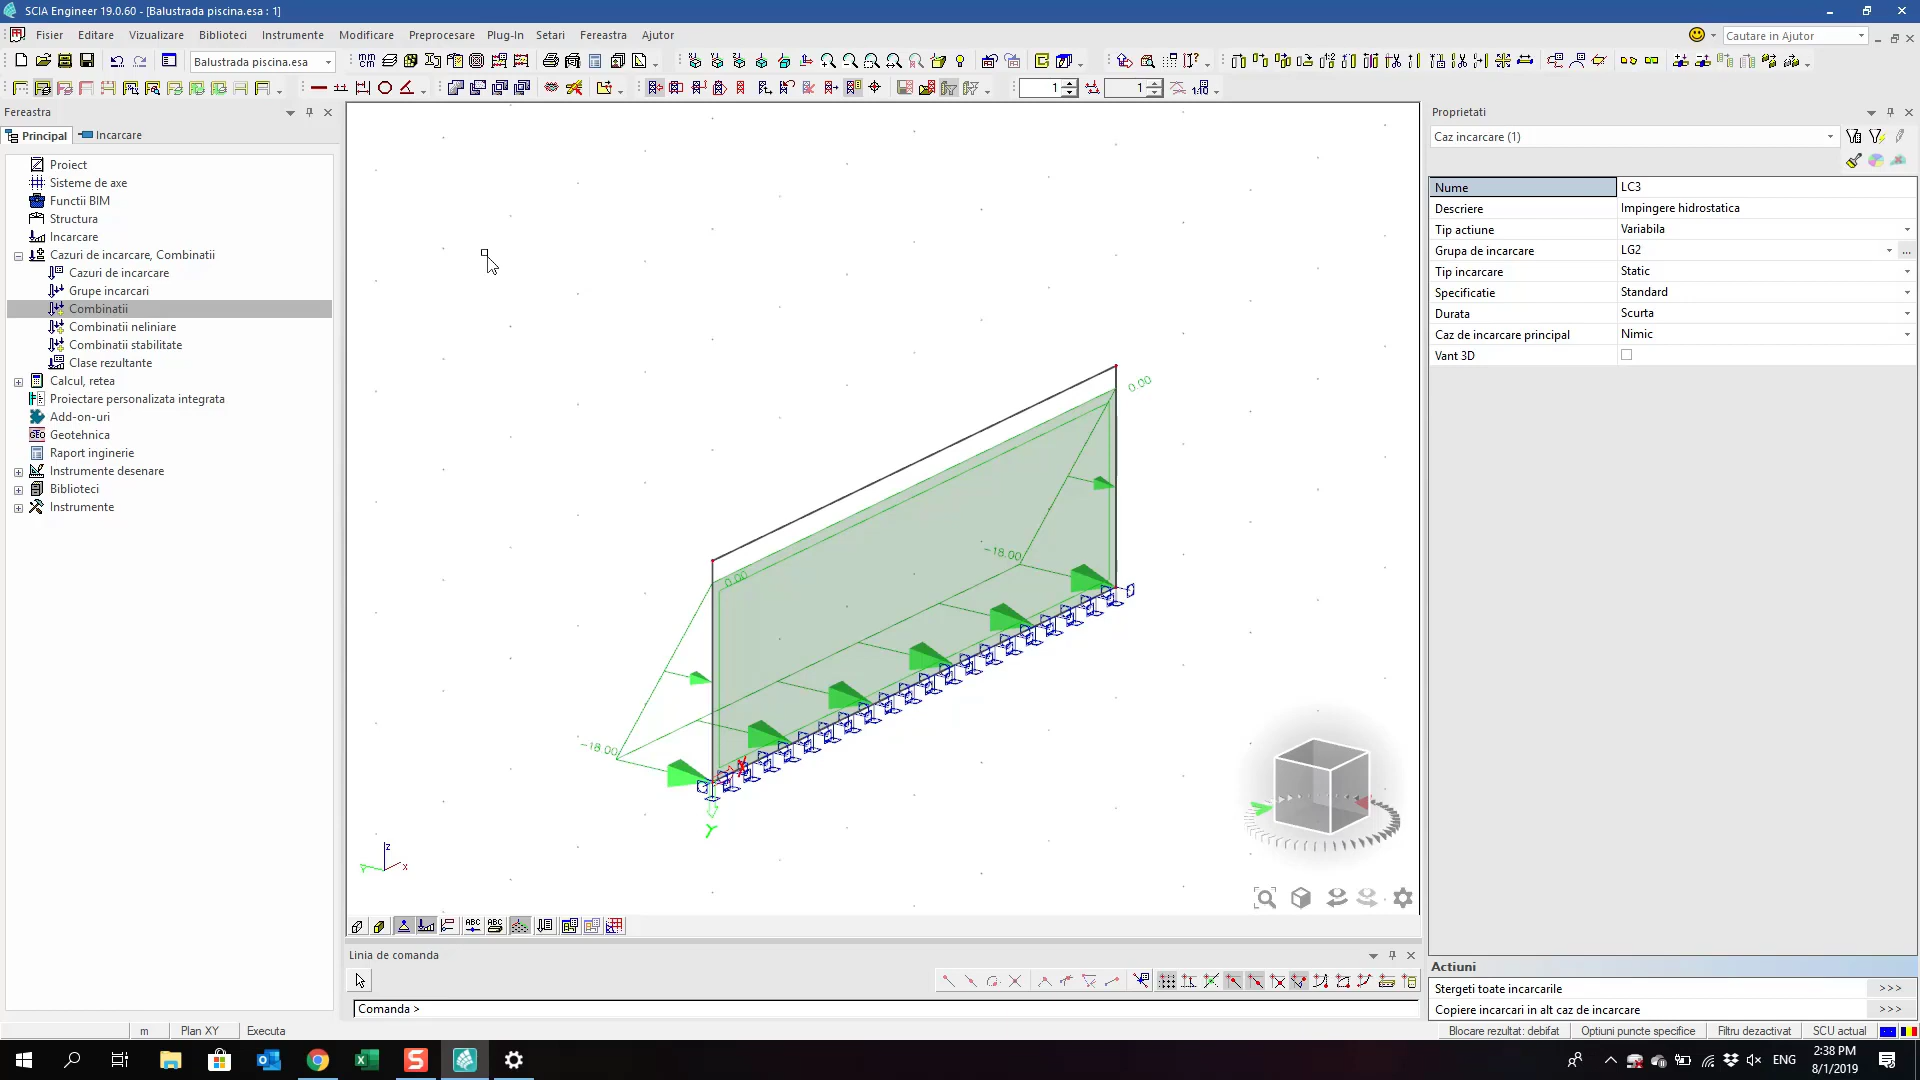 SCIA Engineer 19.0.60 - [Balustrada piscina.esa : 1]
Fisier Editare Vizualizare Biblioteci Instrumente Modificare Preprocesare Plug-In Setari Fereastra Ajutor
Cautare in Ajutor
Balustrada piscina.esa
1
1
Fereastra
Principal Incarcare
Proiect
Sisteme de axe
Functii BIM
Structura
Incarcare
Cazuri de incarcare, Combinatii
Cazuri de incarcare
Grupe incarcari
Combinatii
Combinatii neliniare
Combinatii stabilitate
Clase rezultante
Calcul, retea
Proiectare personalizata integrata
Add-on-uri
Geotehnica
Raport inginerie
Instrumente desenare
Biblioteci
Instrumente
0.00
0.00
-18.00
-18.00
X
Y
z
x
Y
Proprietati
Caz incarcare (1)
Nume LC3
Descriere Impingere hidrostatica
Tip actiune Variabila
Grupa de incarcare LG2 ...
Tip incarcare Static
Specificatie Standard
Durata Scurta
Caz de incarcare principal Nimic
Vant 3D
Actiuni
Stergeti toate incarcarile >>>
Copiere incarcari in alt caz de incarcare >>>
Linia de comanda
Comanda >
m Plan XY Executa
Blocare rezultat: debifat Optiuni puncte specifice Filtru dezactivat SCU actual
ENG
2:38 PM
8/1/2019